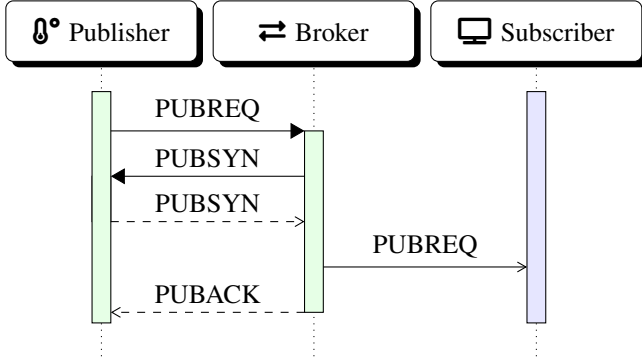 Publisher
Broker
Subscriber
PUBREQ
PUBSYN
PUBSYN
PUBREQ
PUBACK